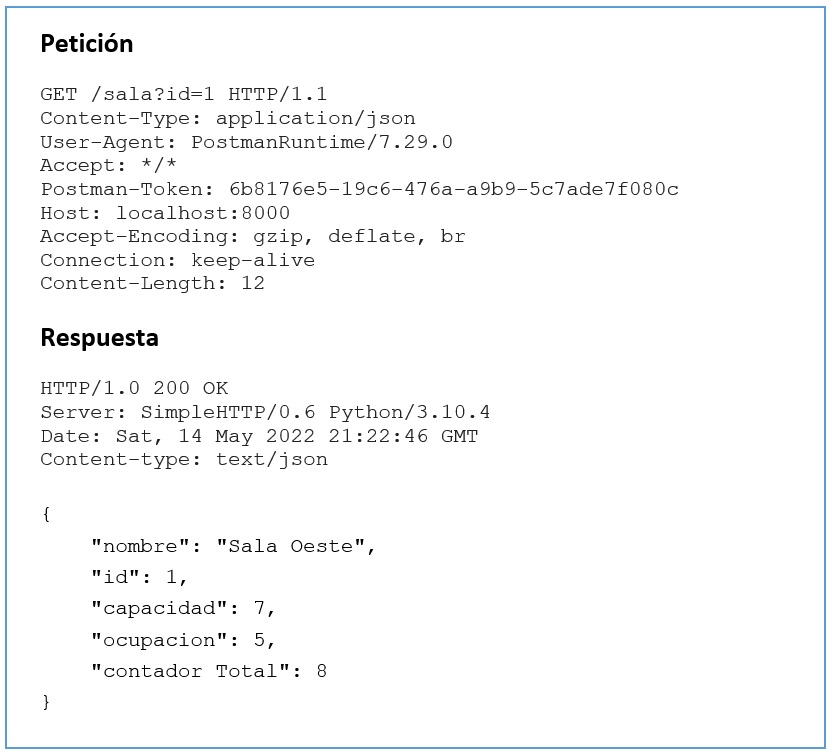 Petición
GET /sala?id=1 HTTP/1.1
Content-Type: application/json
User-Agent: PostmanRuntime/7.29.0
Accept: */*
Postman-Token: 6b8176e5-19c6-476a-a9b9-5c7ade7f080c
Host: localhost:8000
Accept-Encoding: gzip, deflate, br
Connection: keep-alive
Content-Length: 12
Respuesta
HTTP/1.0 200 OK
Server: SimpleHTTP/0.6 Python/3.10.4
Date: Sat, 14 May 2022 21:22:46 GMT
Content-type: text/json
{
    "nombre": "Sala Oeste",
    "id": 1,
    "capacidad": 7,
    "ocupacion": 5,
    "contador Total": 8
}